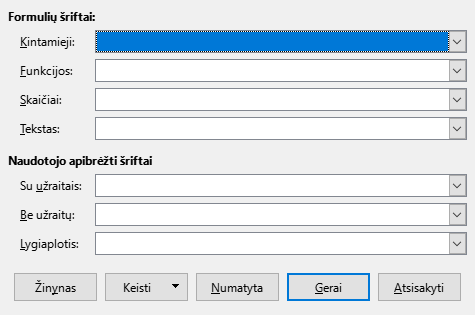 Formulių šriftai:
Kintamieji:
Funkcijos:
Skaičiai:
Tekstas:
Naudotojo apibrėžti šriftai
Su užraitais:
Be užraitų:
Lygiaplotis:
Žinynas Keisti Numatyta Gerai Atsisakyti